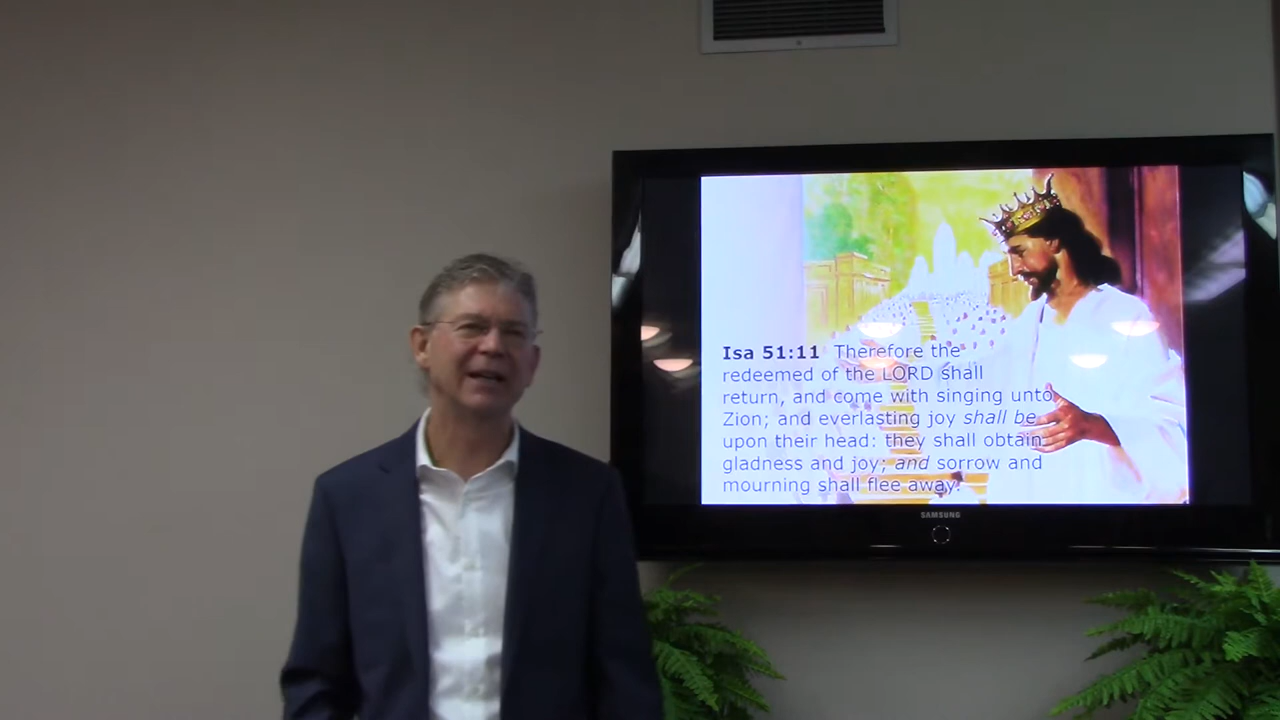 Isa 51:11 Therefore the
redeemed of the LORD shall
return, and come with singing unto
Zion; and everlasting joy shall be
upon their head: they shall obtain
gladness and joy; and sorrow and
mourning shall flee away.
SAMSUNG